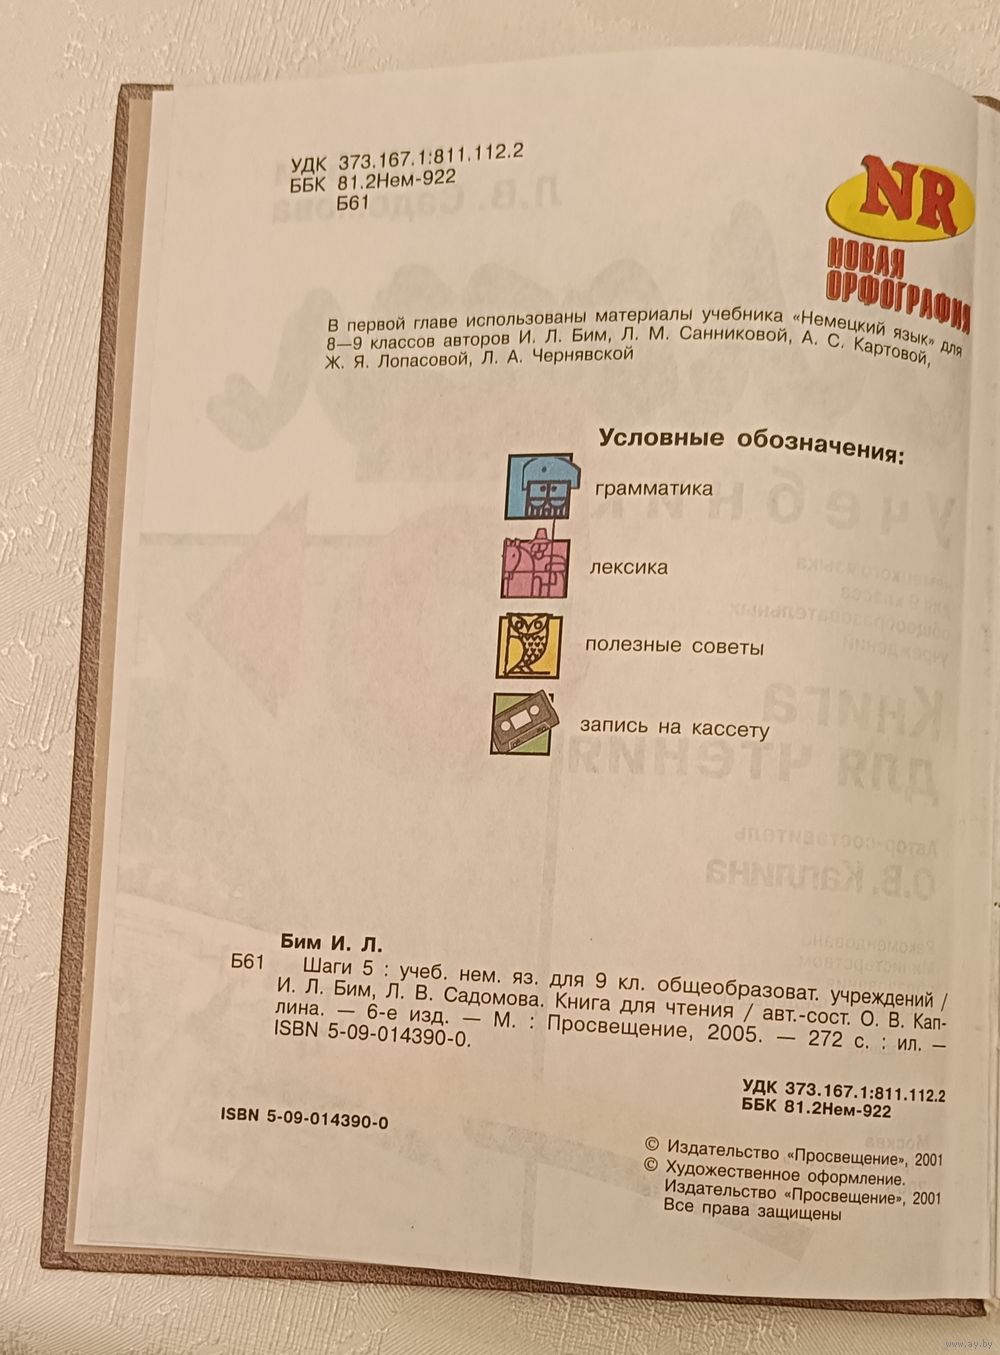 УДК 373.167.1:811.112.2
ББК 81.2Нем-922
Б61
NR
НОВАЯ
ОРФОГРАФИЯ
В первой главе использованы материалы учебника «Немецкий язык» для
8—9 классов авторов И. Л. Бим, Л. М. Санниковой, А. С. Картовой,
Ж. Я. Лопасовой, Л. А. Чернявской
Условные обозначения:
грамматика
лексика
полезные советы
запись на кассету
Бим И. Л.
Б61 Шаги 5 : учеб. нем. яз. для 9 кл. общеобразоват. учреждений /
И. Л. Бим, Л. В. Садомова. Книга для чтения / авт.-сост. О. В. Кап-
лина. — 6-е изд. — М. : Просвещение, 2005. — 272 с. : ил. —
ISBN 5-09-014390-0.
УДК 373.167.1:811.112.2
ББК 81.2Нем-922
ISBN 5-09-014390-0
© Издательство «Просвещение», 2001
© Художественное оформление.
Издательство «Просвещение», 2001
Все права защищены
www.ay.by